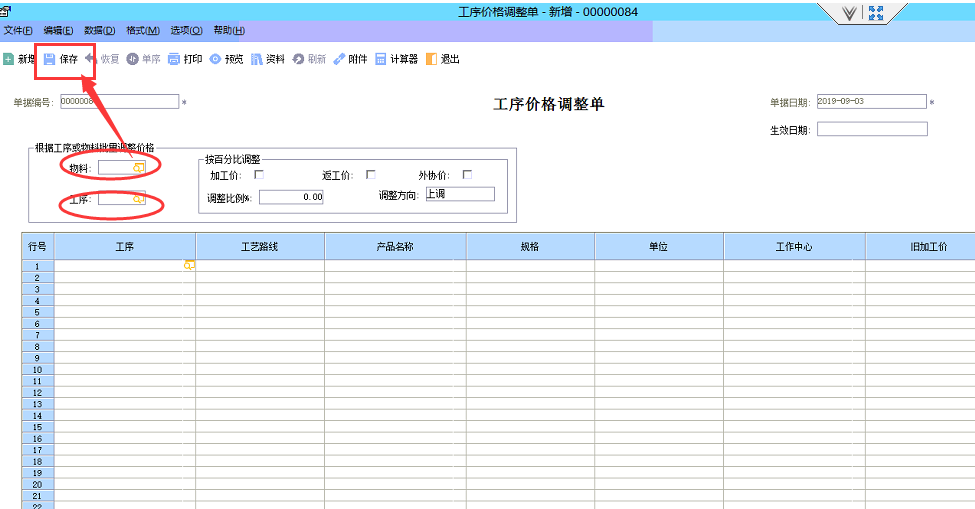 工序价格调整单 - 新增 - 00000084
文件(F) 编辑(E) 数据(D) 格式(M) 选项(O) 帮助(H)
新增 保存 恢复 单序 打印 预览 资料 刷新 附件 计算器 退出
单据编号: 0000008 *
工序价格调整单
单据日期: 2019-09-03 *
生效日期:
根据工序或物料批量调整价格
物料:
工序:
按百分比调整
加工价: 返工价: 外协价:
调整比例%: 0.00 调整方向: 上调
行号 工序 工艺路线 产品名称 规格 单位 工作中心 旧加工价
1
2
3
4
5
6
7
8
9
10
11
12
13
14
15
16
17
18
19
20
21
22